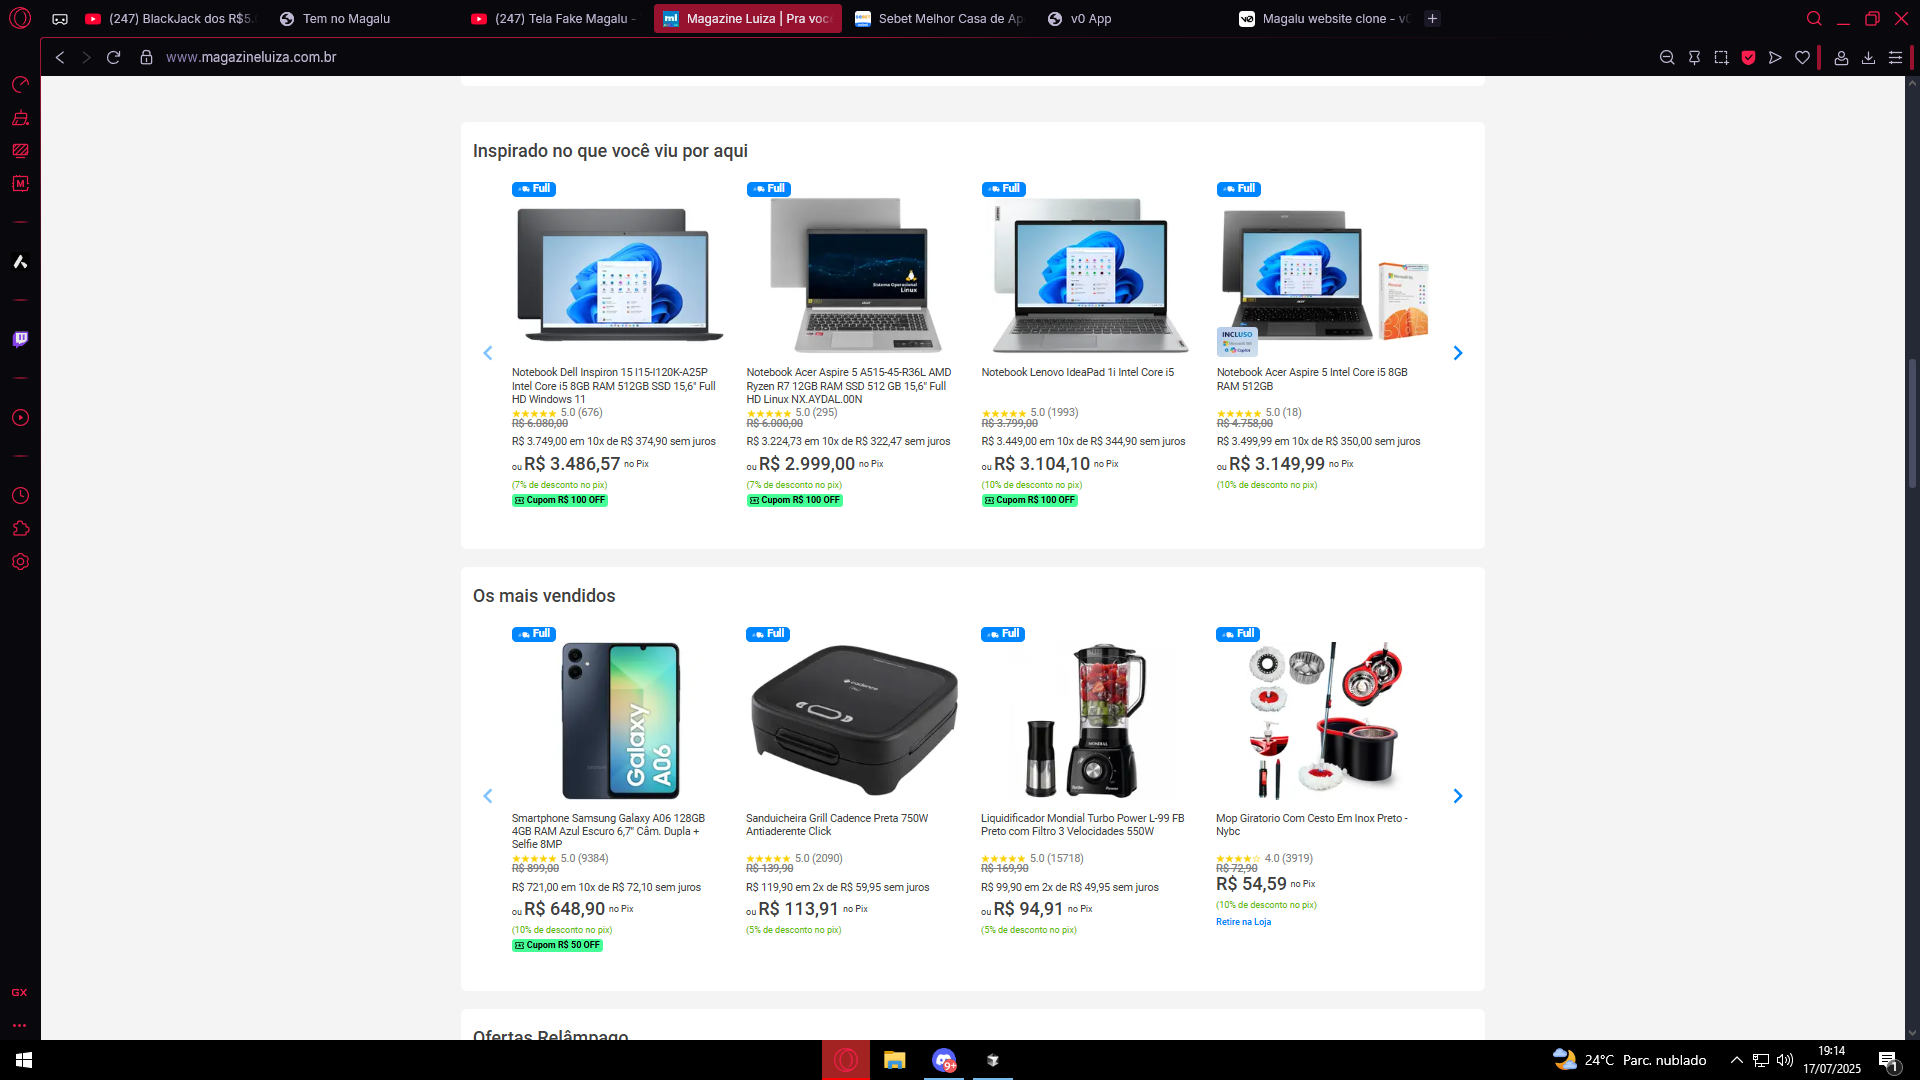 (247) BlackJack dos R$5.
Tem no Magalu
(247) Tela Fake Magalu -
Magazine Luiza | Pra voc
Sebet Melhor Casa de Ap
v0 App
Magalu website clone - v
www.magazineluiza.com.br
Inspirado no que você viu por aqui
Full
Full
Full
Full
Sistema Operacional
Linux
INCLUSO
Notebook Dell Inspiron 15 I15-I120K-A25P
Intel Core i5 8GB RAM 512GB SSD 15,6" Full
HD Windows 11
5.0 (676)
R$ 6.080,00
R$ 3.749,00 em 10x de R$ 374,90 sem juros
ou R$ 3.486,57 no Pix
(7% de desconto no pix)
Cupom R$ 100 OFF
Notebook Acer Aspire 5 A515-45-R36L AMD
Ryzen R7 12GB RAM SSD 512 GB 15,6" Full
HD Linux NX.AYDAL.00N
5.0 (295)
R$ 6.000,00
R$ 3.224,73 em 10x de R$ 322,47 sem juros
ou R$ 2.999,00 no Pix
(7% de desconto no pix)
Cupom R$ 100 OFF
Notebook Lenovo IdeaPad 1i Intel Core i5
5.0 (1993)
R$ 3.799,00
R$ 3.449,00 em 10x de R$ 344,90 sem juros
ou R$ 3.104,10 no Pix
(10% de desconto no pix)
Cupom R$ 100 OFF
Notebook Acer Aspire 5 Intel Core i5 8GB
RAM 512GB
5.0 (18)
R$ 4.758,00
R$ 3.499,99 em 10x de R$ 350,00 sem juros
ou R$ 3.149,99 no Pix
(10% de desconto no pix)
Os mais vendidos
Full
Full
Full
Full
Galaxy
A06
cadence
MONDIAL
Smartphone Samsung Galaxy A06 128GB
4GB RAM Azul Escuro 6,7" Câm. Dupla +
Selfie 8MP
5.0 (9384)
R$ 899,00
R$ 721,00 em 10x de R$ 72,10 sem juros
ou R$ 648,90 no Pix
(10% de desconto no pix)
Cupom R$ 50 OFF
Sanduicheira Grill Cadence Preta 750W
Antiaderente Click
5.0 (2090)
R$ 139,90
R$ 119,90 em 2x de R$ 59,95 sem juros
ou R$ 113,91 no Pix
(5% de desconto no pix)
Liquidificador Mondial Turbo Power L-99 FB
Preto com Filtro 3 Velocidades 550W
5.0 (15718)
R$ 169,90
R$ 99,90 em 2x de R$ 49,95 sem juros
ou R$ 94,91 no Pix
(5% de desconto no pix)
Mop Giratorio Com Cesto Em Inox Preto -
Nybc
4.0 (3919)
R$ 72,90
R$ 54,59 no Pix
(10% de desconto no pix)
Retire na Loja
Ofertas Relâmpago
GX
24°C Parc. nublado
19:14
17/07/2025
1
9+